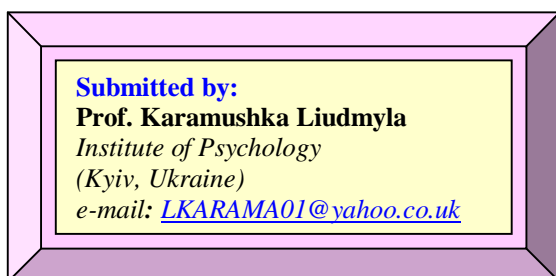 Submitted by:
Prof. Karamushka Liudmyla
Institute of Psychology
(Kyiv, Ukraine)
e-mail: LKARAMA01@yahoo.co.uk